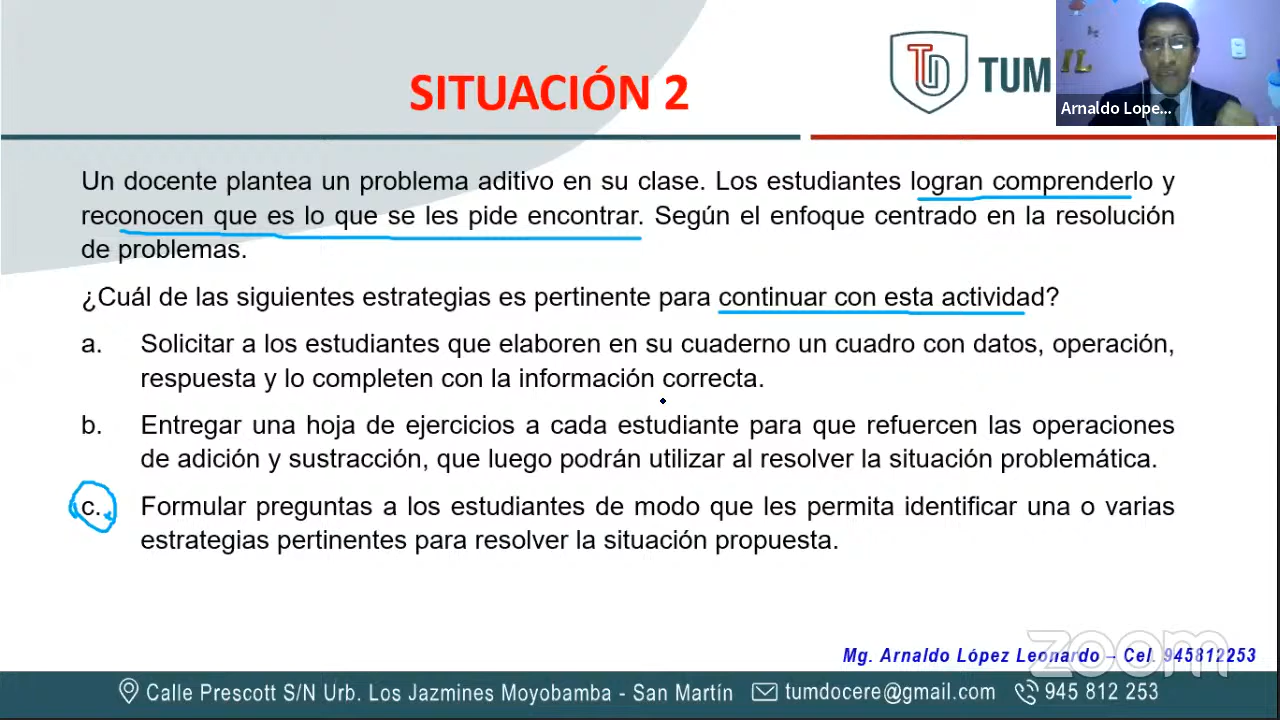 SITUACIÓN 2
TD TUM
IL
Arnaldo Lope...
Un docente plantea un problema aditivo en su clase. Los estudiantes logran comprenderlo y
reconocen que es lo que se les pide encontrar. Según el enfoque centrado en la resolución
de problemas.
¿Cuál de las siguientes estrategias es pertinente para continuar con esta actividad?
a. Solicitar a los estudiantes que elaboren en su cuaderno un cuadro con datos, operación,
respuesta y lo completen con la información correcta.
b. Entregar una hoja de ejercicios a cada estudiante para que refuercen las operaciones
de adición y sustracción, que luego podrán utilizar al resolver la situación problemática.
c. Formular preguntas a los estudiantes de modo que les permita identificar una o varias
estrategias pertinentes para resolver la situación propuesta.
zoom
Mg. Arnaldo López Leonardo – Cel. 945812253
Calle Prescott S/N Urb. Los Jazmines Moyobamba - San Martín tumdocere@gmail.com 945 812 253